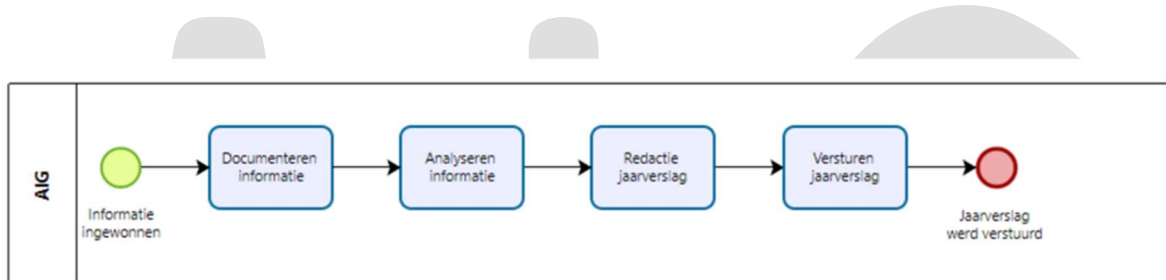 AIG
Informatie
ingewonnen
Documenteren
informatie
Analyseren
informatie
Redactie
jaarverslag
Versturen
jaarverslag
Jaarverslag
werd verstuurd